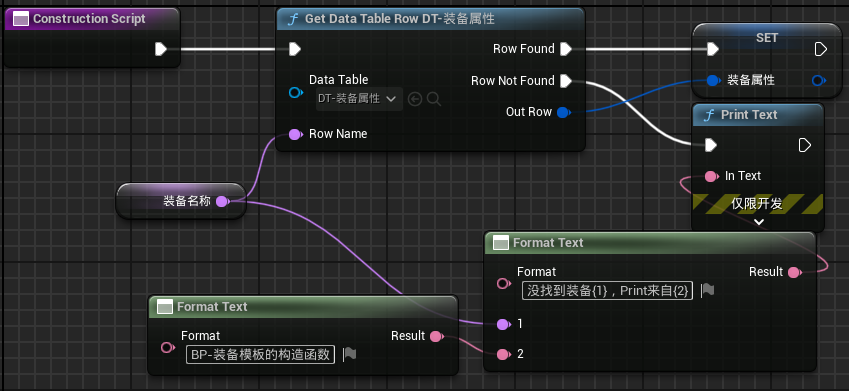 Construction Script
Get Data Table Row DT-装备属性
Row Found
Data Table
DT-装备属性
Row Not Found
Out Row
Row Name
SET
装备属性
Print Text
In Text
仅限开发
装备名称
Format Text
Format
没找到装备{1}，Print来自{2}
Result
1
2
Format Text
Format
BP-装备模板的构造函数
Result